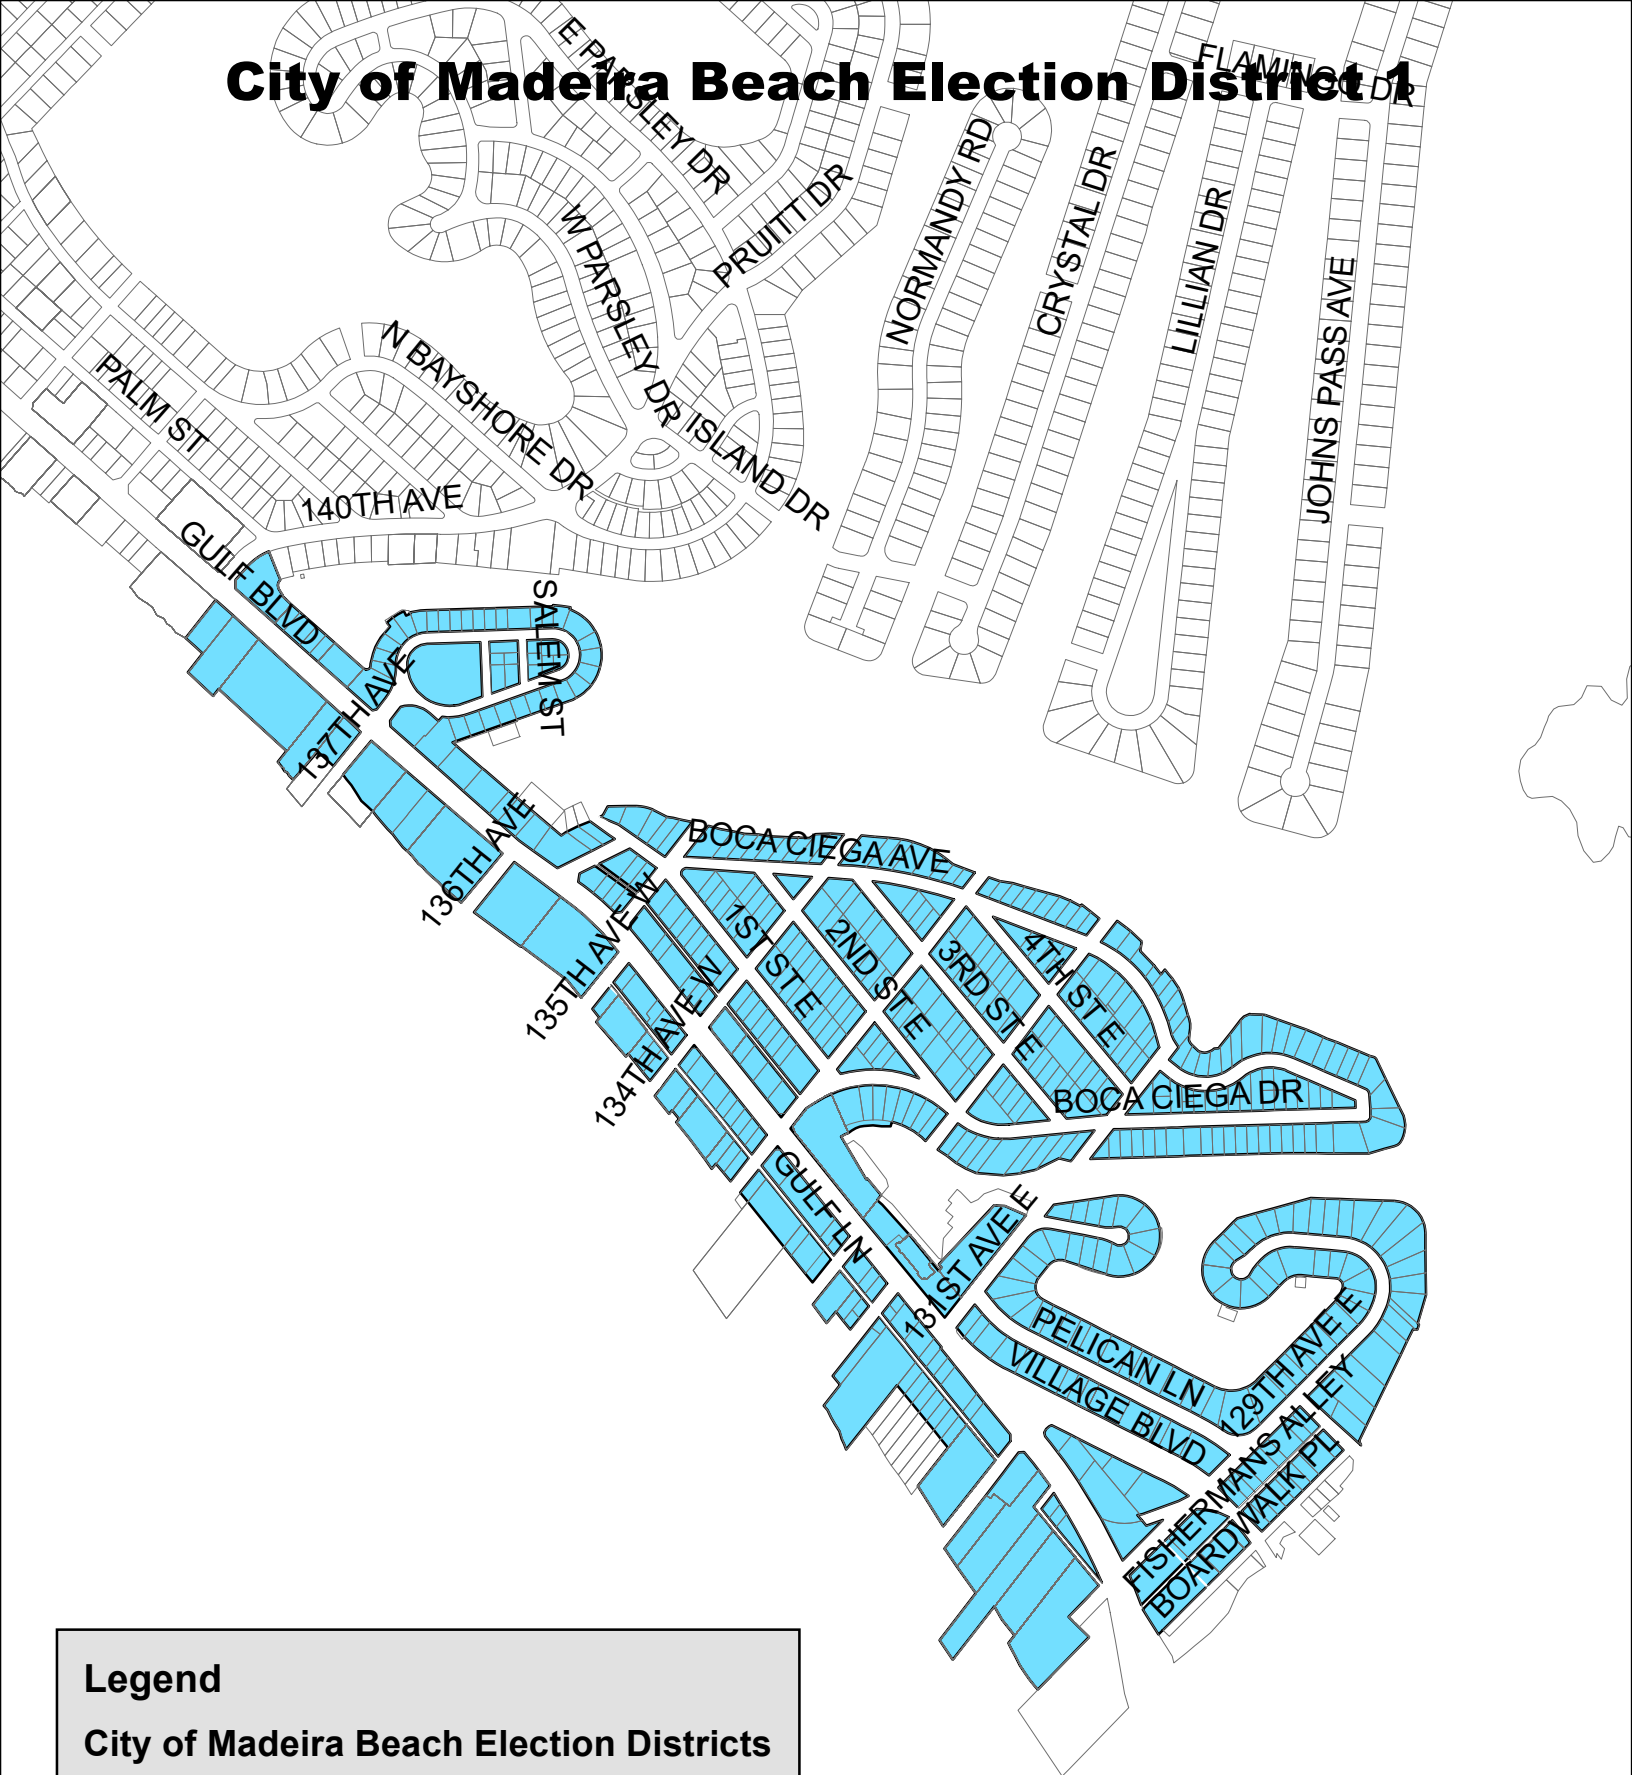 City of Madeira Beach Election District 1
E PARSLEY DR
FLAMINGO DR
NORMANDY RD
CRYSTAL DR
PRUITT DR
LILLIAN DR
W PARSLEY DR
JOHNS PASS AVE
N BAYSHORE DR
PALM ST
ISLAND DR
140TH AVE
GULF BLVD
SALEM ST
137TH AVE
136TH AVE
BOCA CIEGA AVE
135TH AVE W
1ST ST E
2ND ST E
3RD ST E
4TH ST E
134TH AVE W
BOCA CIEGA DR
GULF LN
131ST AVE E
PELICAN LN
VILLAGE BLVD
129TH AVE E
FISHERMANS ALLEY
BOARDWALK PL
Legend
City of Madeira Beach Election Districts